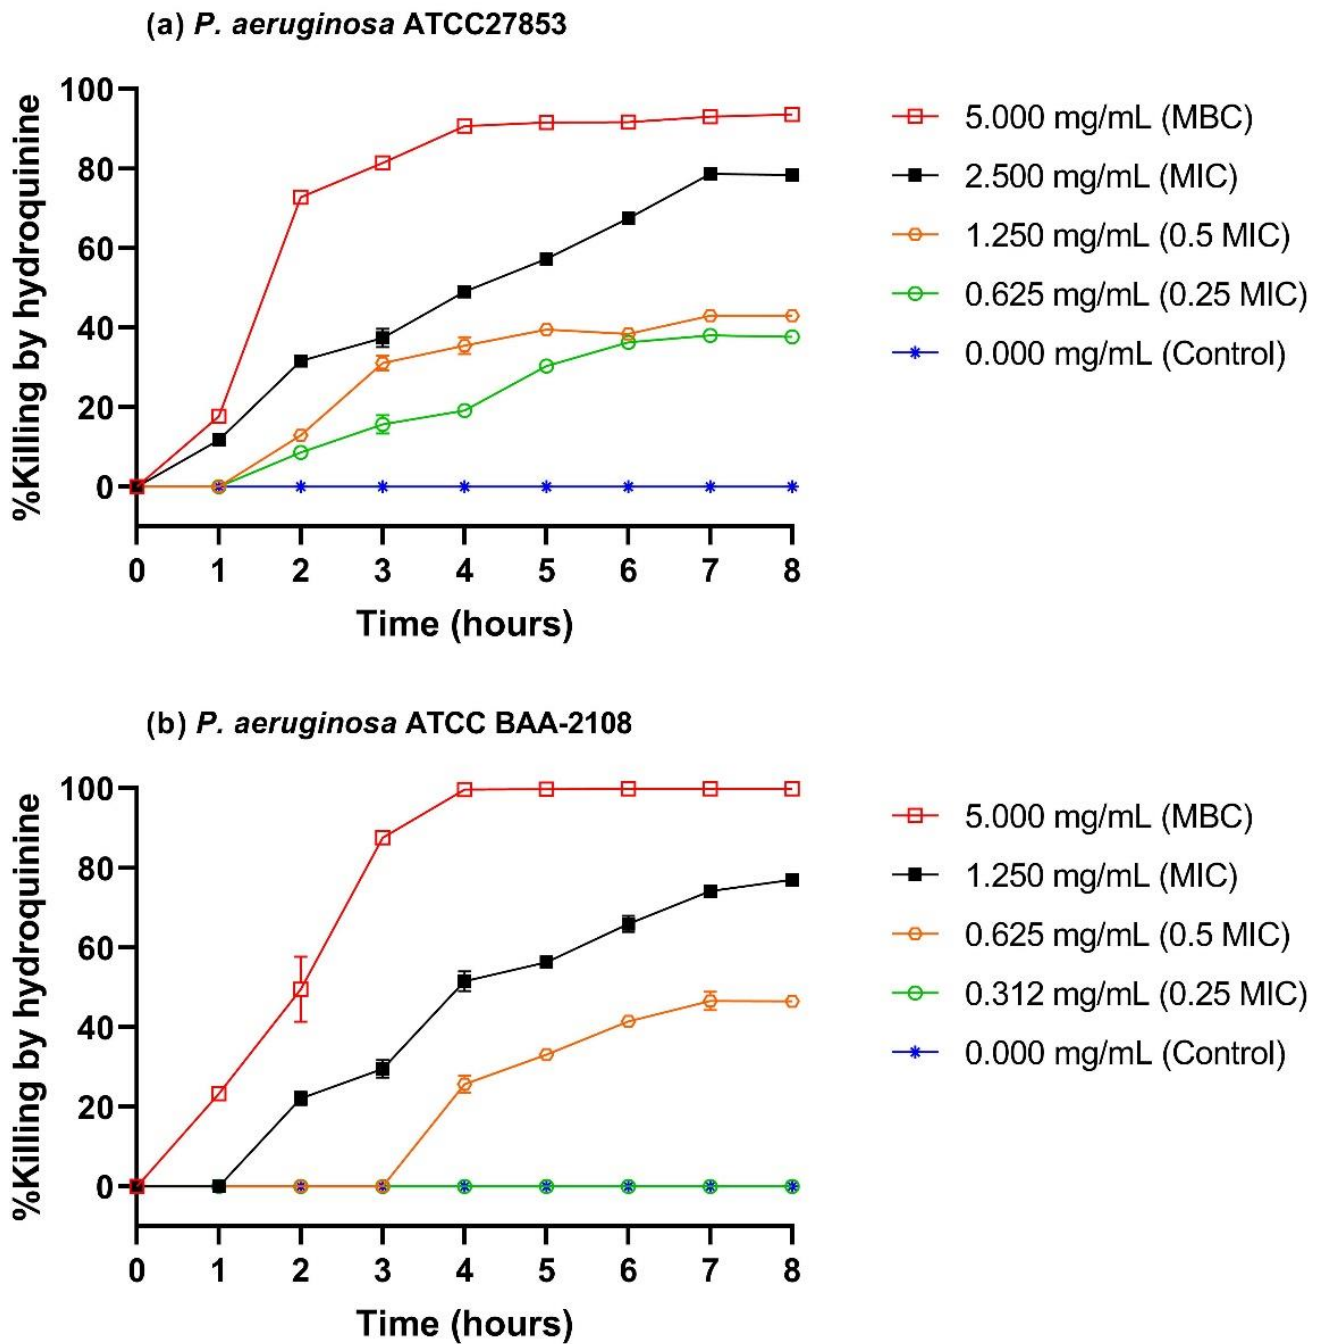 (a) P. aeruginosa ATCC27853
%Killing by hydroquinine
100
80
60
40
20
0
0 1 2 3 4 5 6 7 8
Time (hours)
5.000 mg/mL (MBC)
2.500 mg/mL (MIC)
1.250 mg/mL (0.5 MIC)
0.625 mg/mL (0.25 MIC)
0.000 mg/mL (Control)
(b) P. aeruginosa ATCC BAA-2108
%Killing by hydroquinine
100
80
60
40
20
0
0 1 2 3 4 5 6 7 8
Time (hours)
5.000 mg/mL (MBC)
1.250 mg/mL (MIC)
0.625 mg/mL (0.5 MIC)
0.312 mg/mL (0.25 MIC)
0.000 mg/mL (Control)